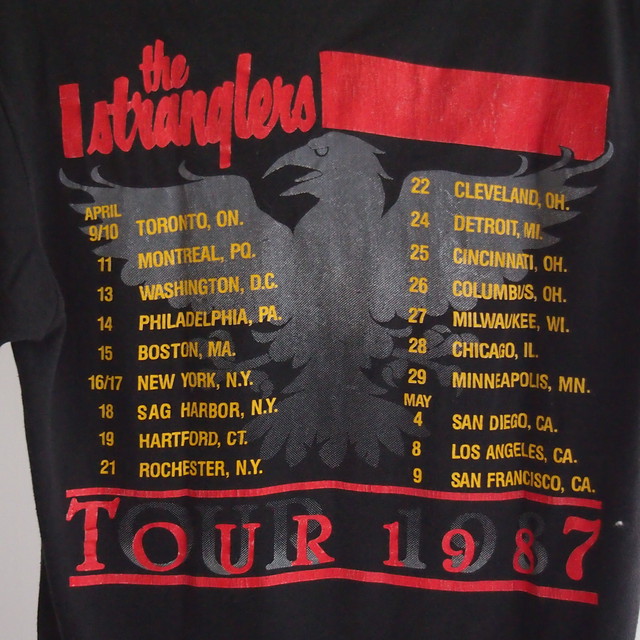 the
stranglers
APRIL
9/10 TORONTO, ON.
11 MONTREAL, PQ.
13 WASHINGTON, D.C.
14 PHILADELPHIA, PA.
15 BOSTON, MA.
16/17 NEW YORK, N.Y.
18 SAG HARBOR, N.Y.
19 HARTFORD, CT.
21 ROCHESTER, N.Y.
22 CLEVELAND, OH.
24 DETROIT, MI.
25 CINCINNATI, OH.
26 COLUMBUS, OH.
27 MILWAUKEE, WI.
28 CHICAGO, IL.
29 MINNEAPOLIS, MN.
MAY
4 SAN DIEGO, CA.
8 LOS ANGELES, CA.
9 SAN FRANCISCO, CA.
TOUR 1987